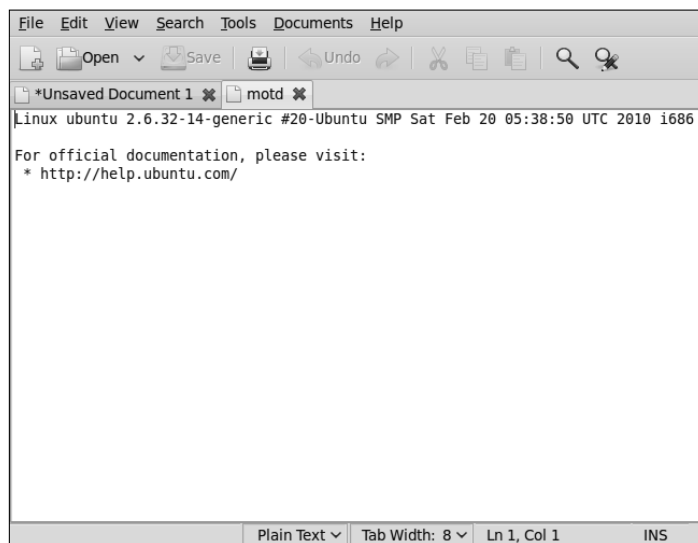 File Edit View Search Tools Documents Help
Open Save Undo
*Unsaved Document 1 motd
Linux ubuntu 2.6.32-14-generic #20-Ubuntu SMP Sat Feb 20 05:38:50 UTC 2010 i686
For official documentation, please visit:
* http://help.ubuntu.com/
Plain Text Tab Width: 8 Ln 1, Col 1 INS